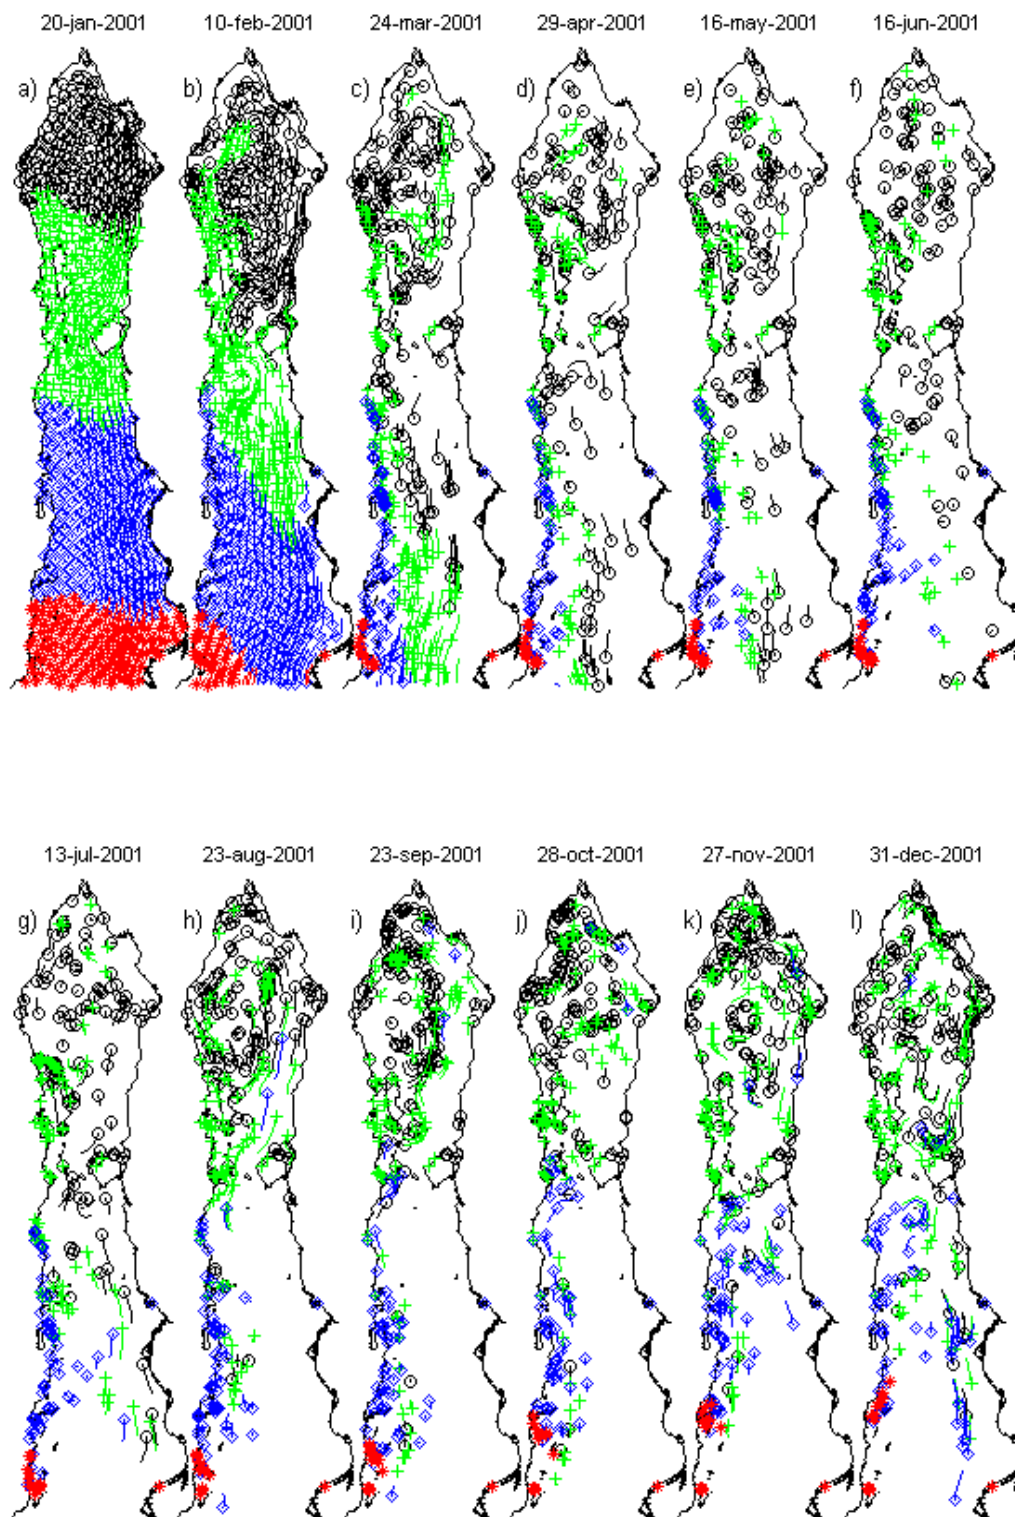 20-jan-2001 10-feb-2001 24-mar-2001 29-apr-2001 16-may-2001 16-jun-2001
a) b) c) d) e) f)
13-jul-2001 23-aug-2001 23-sep-2001 28-oct-2001 27-nov-2001 31-dec-2001
g) h) i) j) k) l)